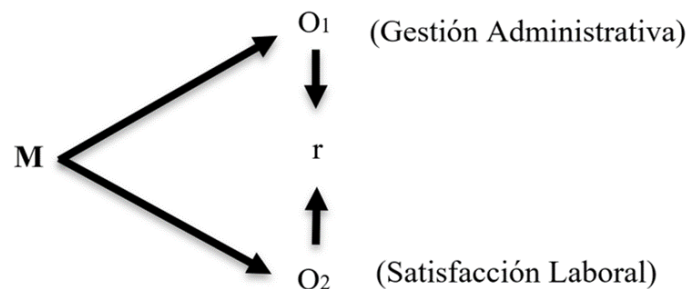 O1 (Gestión Administrativa)
M r
O2 (Satisfacción Laboral)